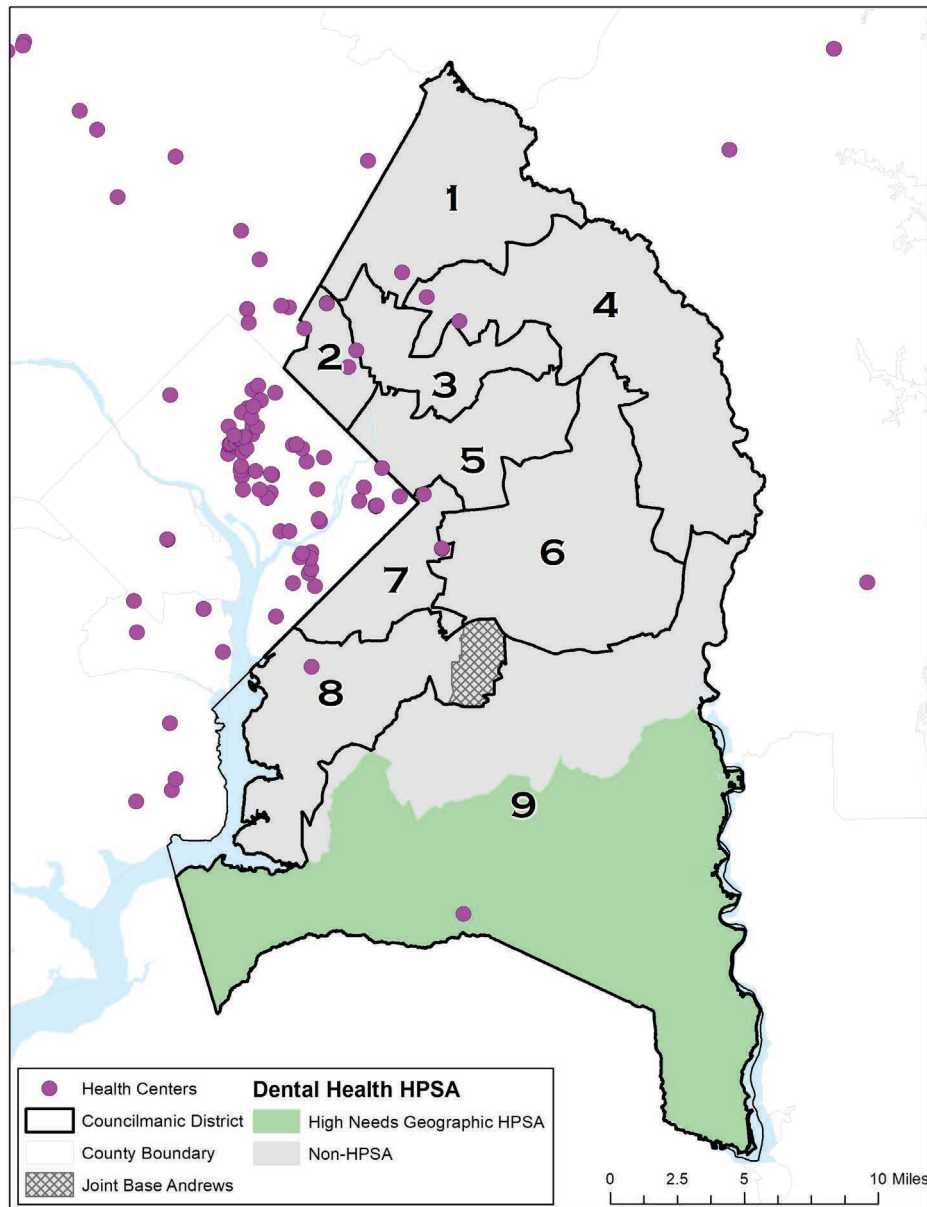 1
4
2
3
5
6
7
8
9
Health Centers
Councilmanic District
County Boundary
Joint Base Andrews
Dental Health HPSA
High Needs Geographic HPSA
Non-HPSA
0 2.5 5 10 Miles